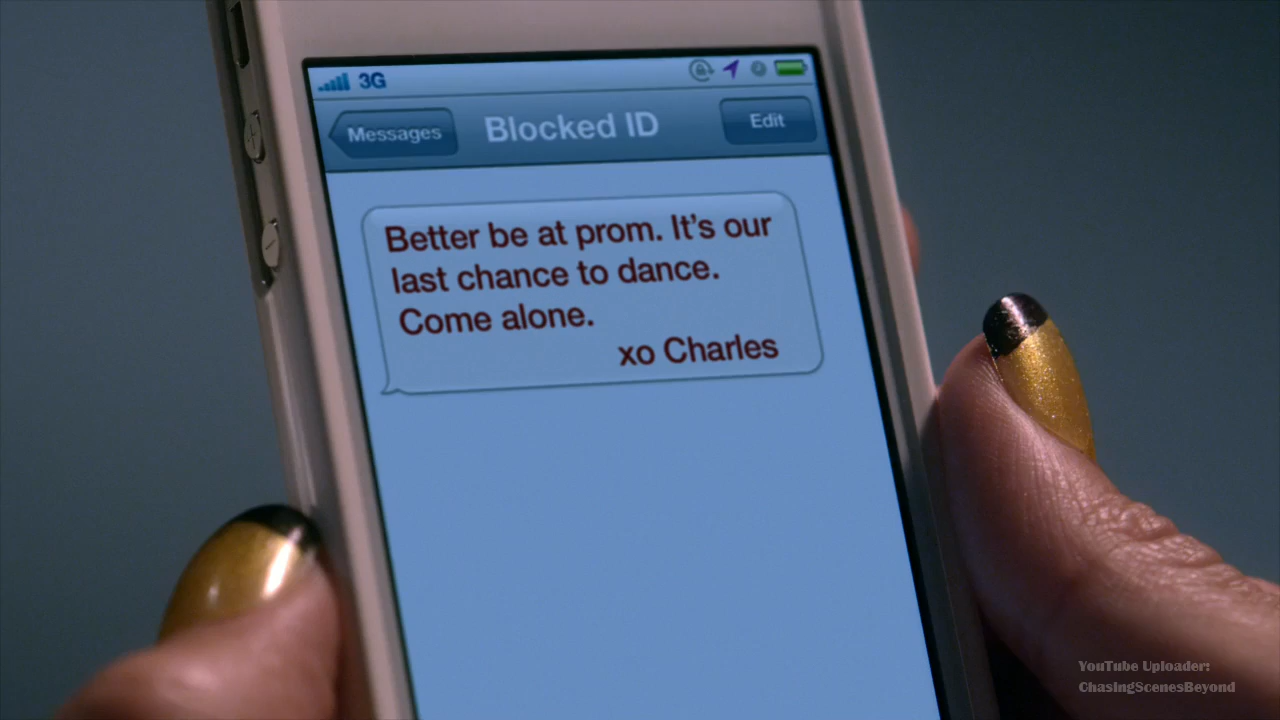 3G
Messages
Blocked ID
Edit
Better be at prom. It's our
last chance to dance.
Come alone.
xo Charles
YouTube Uploader:
ChasingScenesBeyond